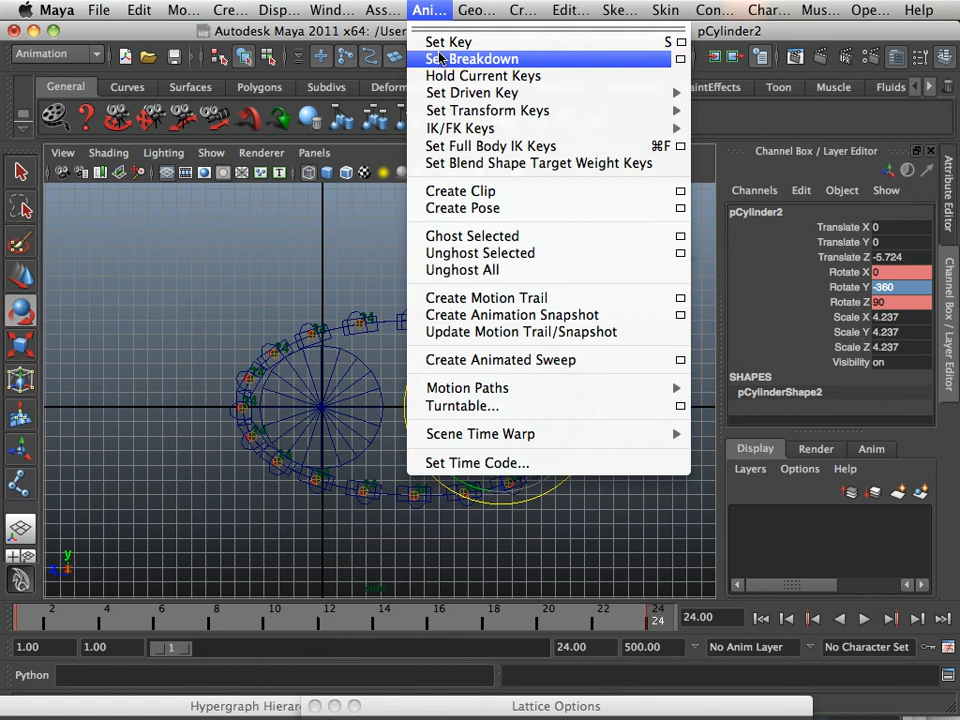 Maya File Edit Mo... Cre... Disp... Wind... Ass... Ani... Geo... Cr... Edit... Ske... Skin Con... Char... Mus... Ope... Help
Autodesk Maya 2011 x64: /User
pCylinder2
Animation
General Curves Surfaces Polygons Subdivs Deform
aintEffects Toon Muscle Fluids
View Shading Lighting Show Renderer Panels
Set Key S
Set Breakdown
Hold Current Keys
Set Driven Key
Set Transform Keys
IK/FK Keys
Set Full Body IK Keys ⌘F
Set Blend Shape Target Weight Keys
Create Clip
Create Pose
Ghost Selected
Unghost Selected
Unghost All
Create Motion Trail
Create Animation Snapshot
Update Motion Trail/Snapshot
Create Animated Sweep
Motion Paths
Turntable...
Scene Time Warp
Set Time Code...
Channel Box / Layer Editor
Channels Edit Object Show
pCylinder2
Translate X 0
Translate Y 0
Translate Z -5.724
Rotate X 0
Rotate Y -360
Rotate Z 90
Scale X 4.237
Scale Y 4.237
Scale Z 4.237
Visibility on
SHAPES
pCylinderShape2
Display Render Anim
Layers Options Help
Attribute Editor
Channel Box / Layer Editor
y
2 4 6 8 10 12 14 16 18 20 22 24
24
24.00
1.00 1.00 1 24.00 500.00 No Anim Layer No Character Set
Python
Hypergraph Hierar
Lattice Options